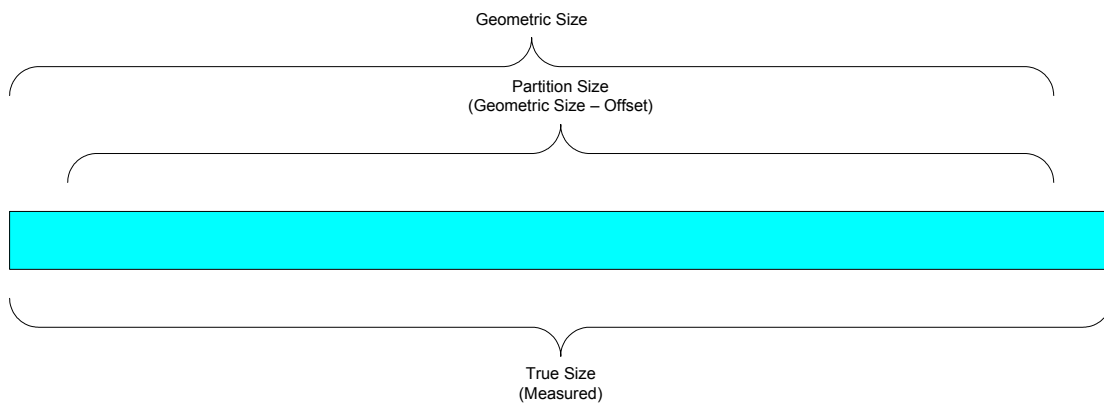 Geometric Size
Partition Size
(Geometric Size – Offset)
True Size
(Measured)